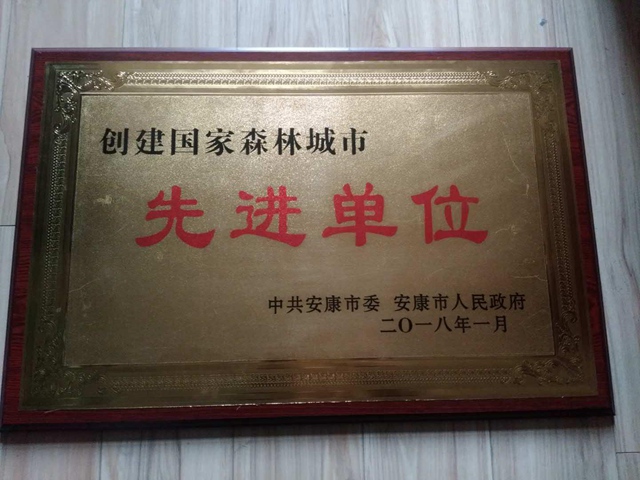 创建国家森林城市
先进单位
中共安康市委 安康市人民政府
二〇一八年一月